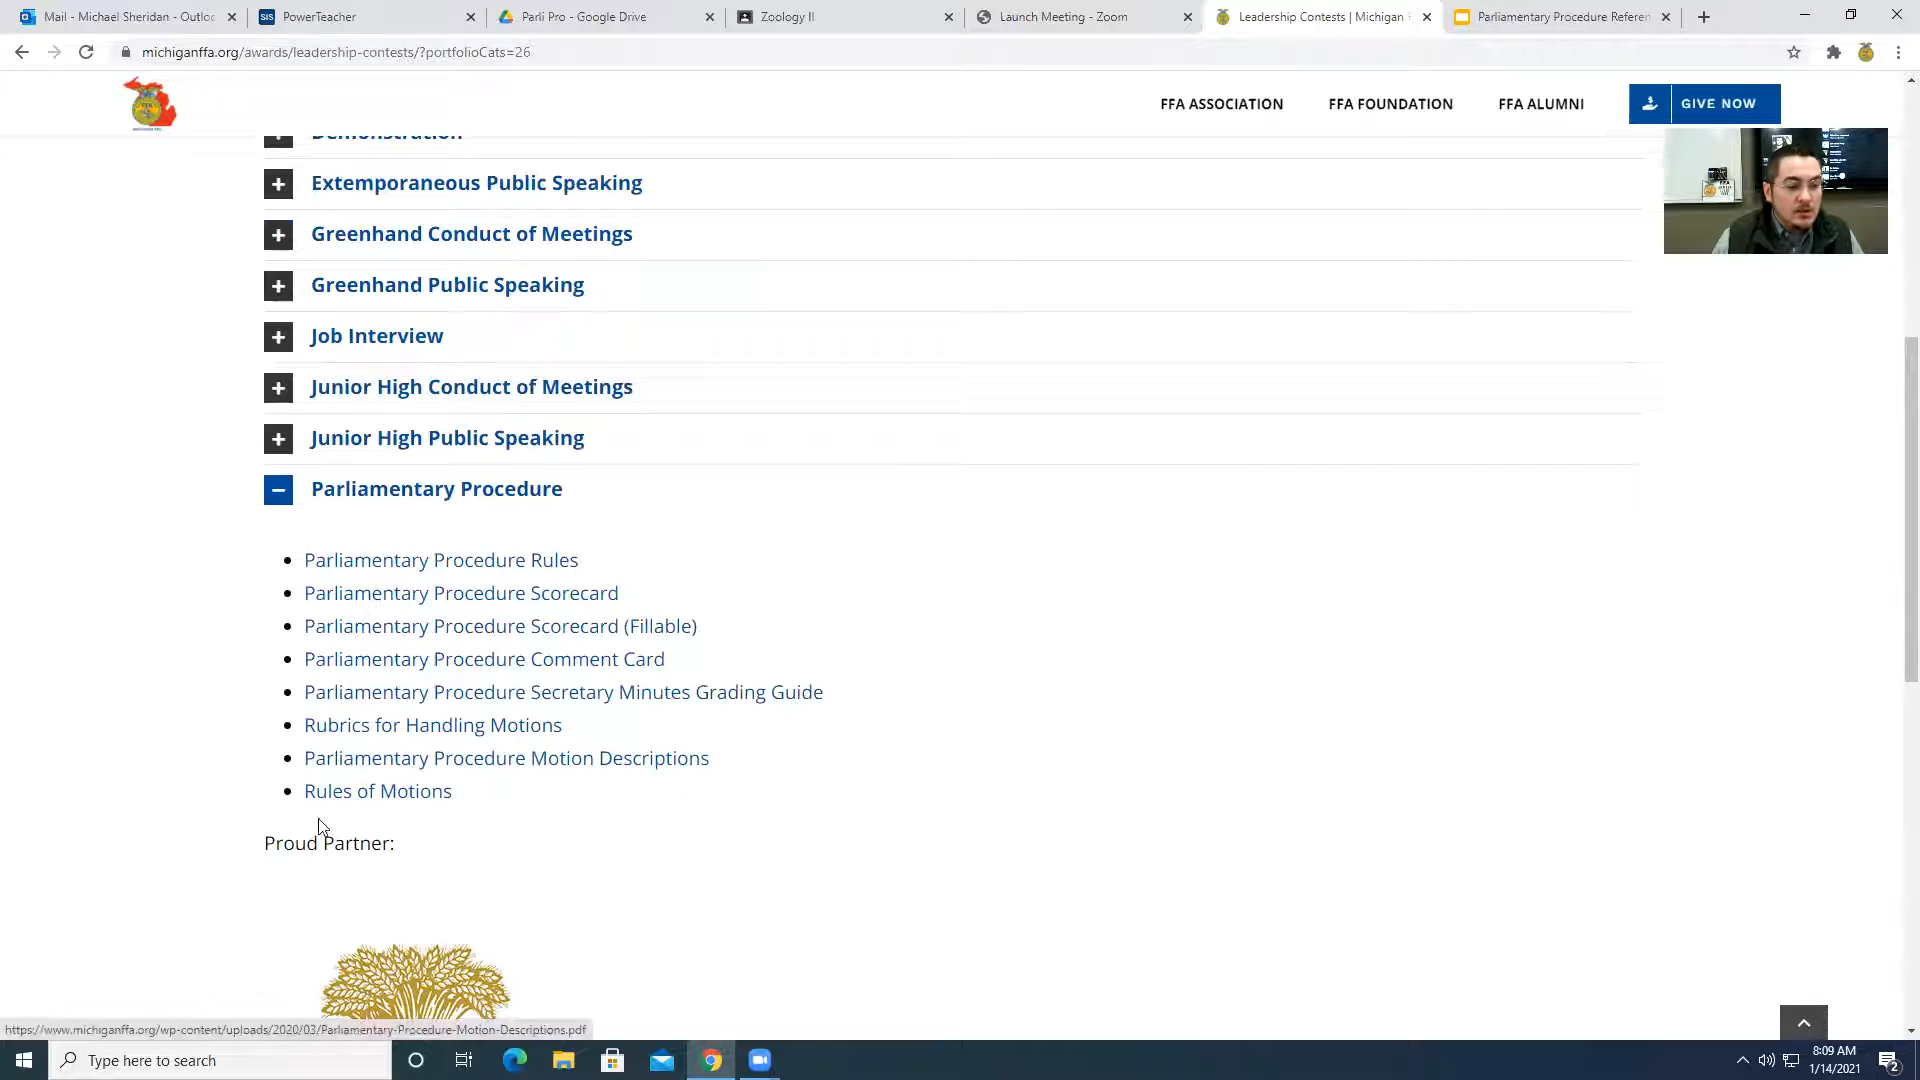 Mail - Michael Sheridan - Outloo
PowerTeacher
Parli Pro - Google Drive
Zoology II
Launch Meeting - Zoom
Leadership Contests | Michigan F
Parliamentary Procedure Referen
michiganffa.org/awards/leadership-contests/?portfolioCats=26
FFA ASSOCIATION
FFA FOUNDATION
FFA ALUMNI
GIVE NOW
Demonstration
Extemporaneous Public Speaking
Greenhand Conduct of Meetings
Greenhand Public Speaking
Job Interview
Junior High Conduct of Meetings
Junior High Public Speaking
Parliamentary Procedure
Parliamentary Procedure Rules
Parliamentary Procedure Scorecard
Parliamentary Procedure Scorecard (Fillable)
Parliamentary Procedure Comment Card
Parliamentary Procedure Secretary Minutes Grading Guide
Rubrics for Handling Motions
Parliamentary Procedure Motion Descriptions
Rules of Motions
Proud Partner:
https://www.michiganffa.org/wp-content/uploads/2020/03/Parliamentary-Procedure-Motion-Descriptions.pdf
Type here to search
8:09 AM
1/14/2021
2